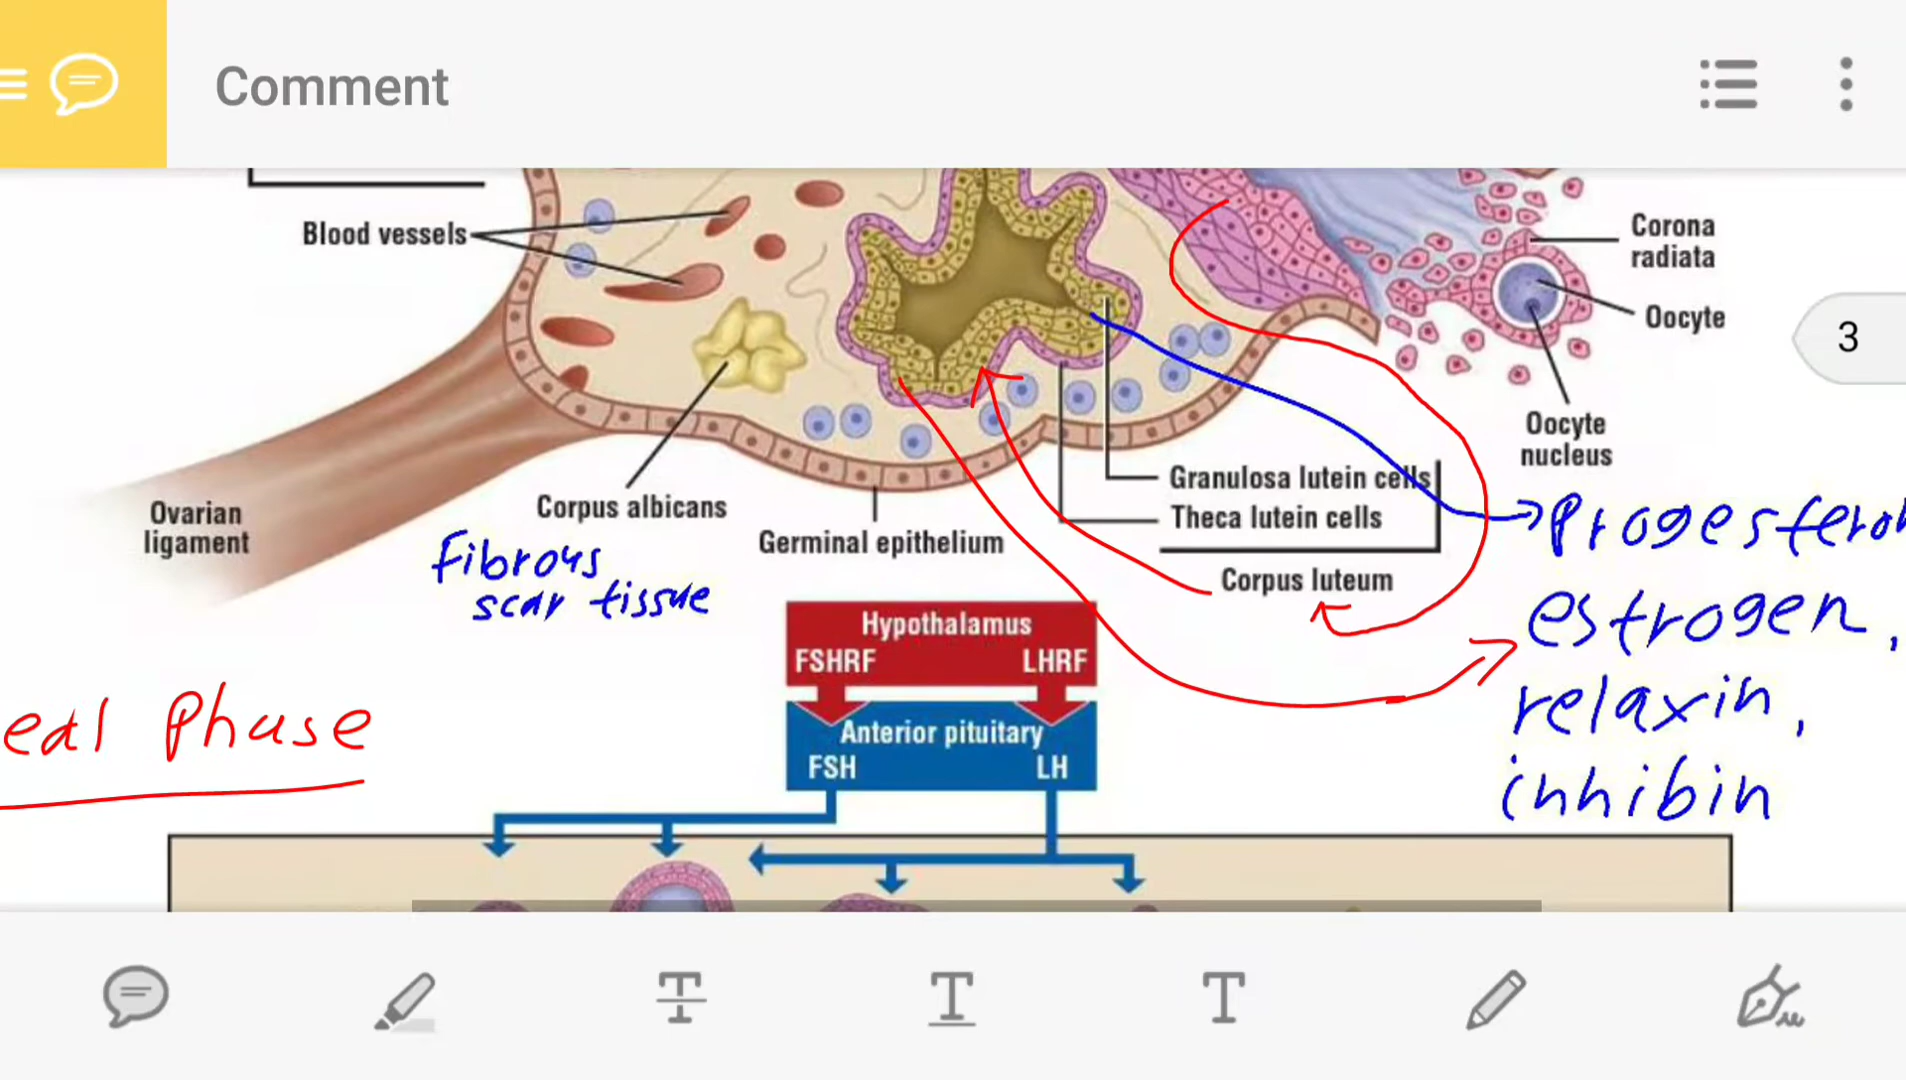 Comment
Blood vessels
Corona
radiata
Oocyte
3
Oocyte
nucleus
Granulosa lutein cells
Theca lutein cells
Corpus luteum
Ovarian
ligament
Corpus albicans
Germinal epithelium
Fibrous
scar tissue
Progestero
estrogen,
relaxin,
inhibin
Hypothalamus
FSHRF LHRF
Anterior pituitary
FSH LH
eal Phase